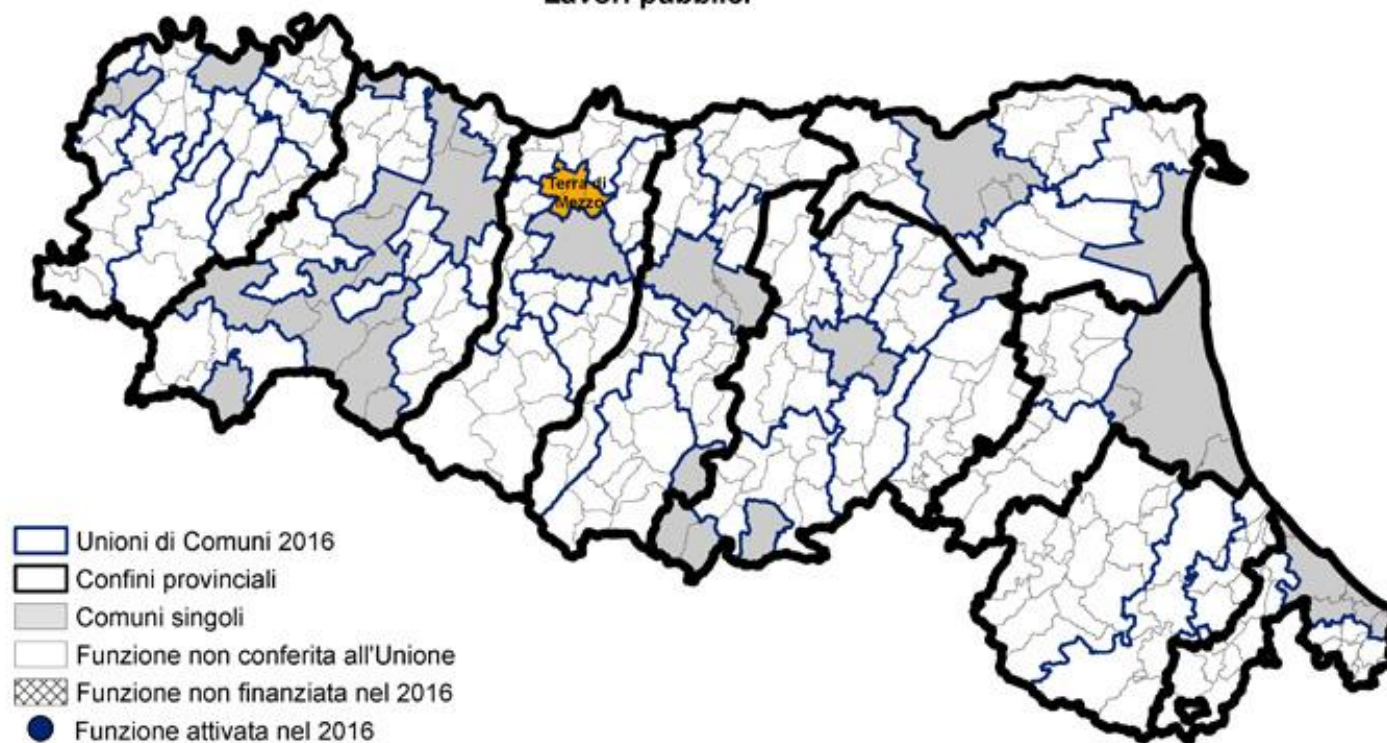 Lavori pubblici
Terra di
Mezzo
Unioni di Comuni 2016
Confini provinciali
Comuni singoli
Funzione non conferita all'Unione
Funzione non finanziata nel 2016
Funzione attivata nel 2016